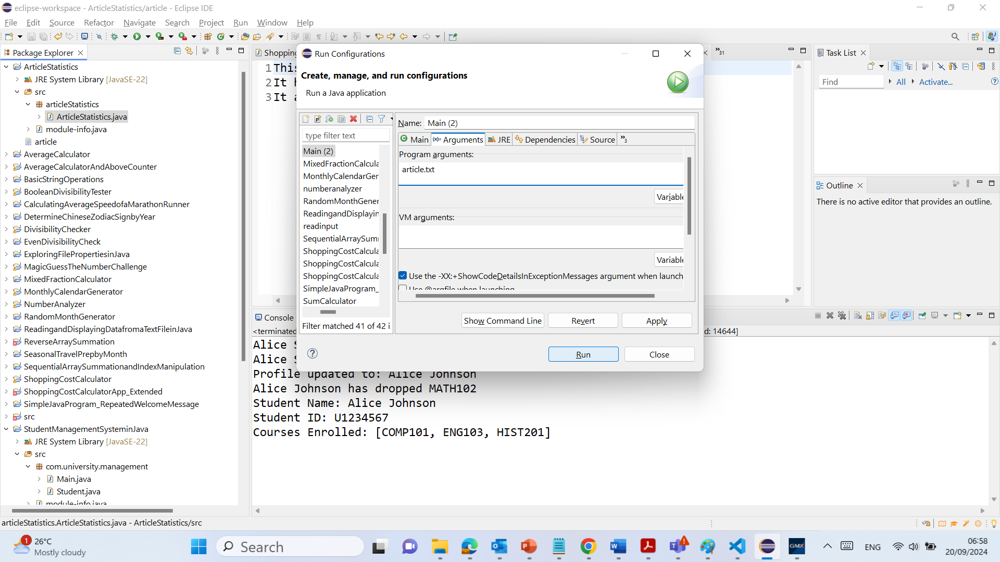 eclipse-workspace - ArticleStatistics/article - Eclipse IDE
File Edit Source Refactor Navigate Search Project Run Window Help
Package Explorer
ArticleStatistics
JRE System Library [JavaSE-22]
src
articleStatistics
ArticleStatistics.java
module-info.java
article
AverageCalculator
AverageCalculatorAndAboveCounter
BasicStringOperations
BooleanDivisibilityTester
CalculatingAverageSpeedofaMarathonRunner
DetermineChineseZodiacSignbyYear
DivisibilityChecker
EvenDivisibilityCheck
ExploringFilePropertiesinJava
MagicGuessTheNumberChallenge
MixedFractionCalculator
MonthlyCalendarGenerator
NumberAnalyzer
RandomMonthGenerator
ReadingandDisplayingDatafromaTextFileinJava
ReverseArraySummation
SeasonalTravelPrepbyMonth
SequentialArraySummationandIndexManipulation
ShoppingCostCalculator
ShoppingCostCalculatorApp_Extended
SimpleJavaProgram_RepeatedWelcomeMessage
src
StudentManagementSysteminJava
JRE System Library [JavaSE-22]
src
com.university.management
Main.java
Student.java
module-info.java
Shopping
31
1 This
2 It h
3 It a
Run Configurations
Create, manage, and run configurations
Run a Java application
type filter text
Main (2)
MixedFractionCalcula
MonthlyCalendarGer
numberanalyzer
RandomMonthGener
ReadingandDisplayin
readinput
SequentialArraySumı
ShoppingCostCalcula
ShoppingCostCalcula
ShoppingCostCalcula
SimpleJavaProgram_
SumCalculator
Filter matched 41 of 42 i
Name: Main (2)
Main (x)= Arguments JRE Dependencies Source 3
Program arguments:
article.txt
Variable
VM arguments:
Variable
Use the -XX:+ShowCodeDetailsInExceptionMessages argument when launch
Use @argfile when launching
Show Command Line Revert Apply
Run Close
Task List
Find All Activate...
Outline
There is no active editor that provides an outline.
Console
<terminated d: 14644]
Alice S
Alice S
Profile updated to: Alice Johnson
Alice Johnson has dropped MATH102
Student Name: Alice Johnson
Student ID: U1234567
Courses Enrolled: [COMP101, ENG103, HIST201]
articleStatistics.ArticleStatistics.java - ArticleStatistics/src
1
26°C
Mostly cloudy
Search
GMX
ENG
06:58
20/09/2024